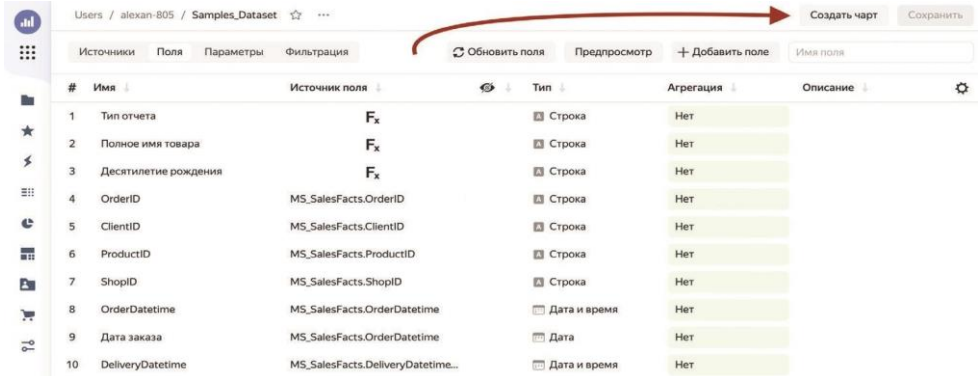 Users / alexan-805 / Samples_Dataset
Создать чарт Сохранить
Источники Поля Параметры Фильтрация Обновить поля Предпросмотр + Добавить поле Имя поля
# Имя Источник поля Тип Агрегация Описание
1 Тип отчета Fx Строка Нет
2 Полное имя товара Fx Строка Нет
3 Десятилетие рождения Fx Строка Нет
4 OrderID MS_SalesFacts.OrderID Строка Нет
5 ClientID MS_SalesFacts.ClientID Строка Нет
6 ProductID MS_SalesFacts.ProductID Строка Нет
7 ShopID MS_SalesFacts.ShopID Строка Нет
8 OrderDatetime MS_SalesFacts.OrderDatetime Дата и время Нет
9 Дата заказа MS_SalesFacts.OrderDatetime Дата Нет
10 DeliveryDatetime MS_SalesFacts.DeliveryDatetime... Дата и время Нет